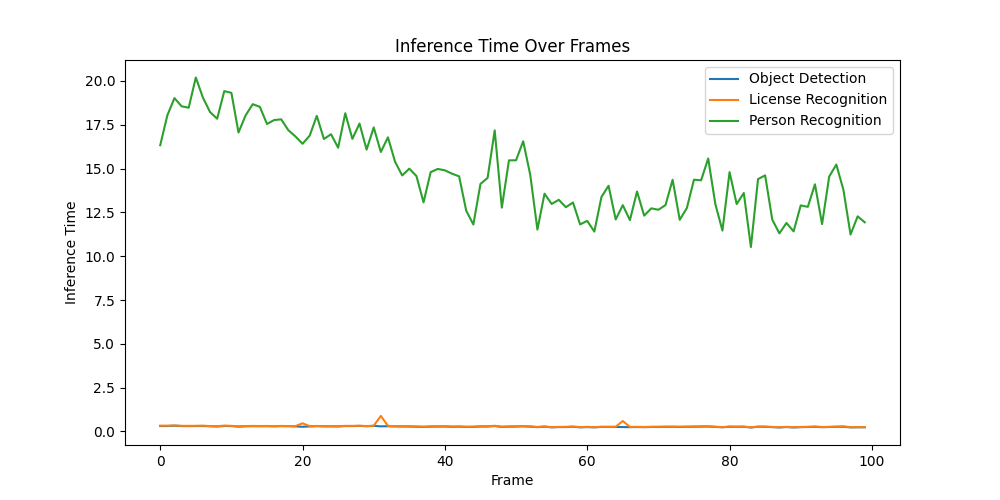 Inference Time Over Frames
Object Detection
License Recognition
Person Recognition
20.0
17.5
15.0
12.5
10.0
7.5
5.0
2.5
0.0
Inference Time
0 20 40 60 80 100
Frame